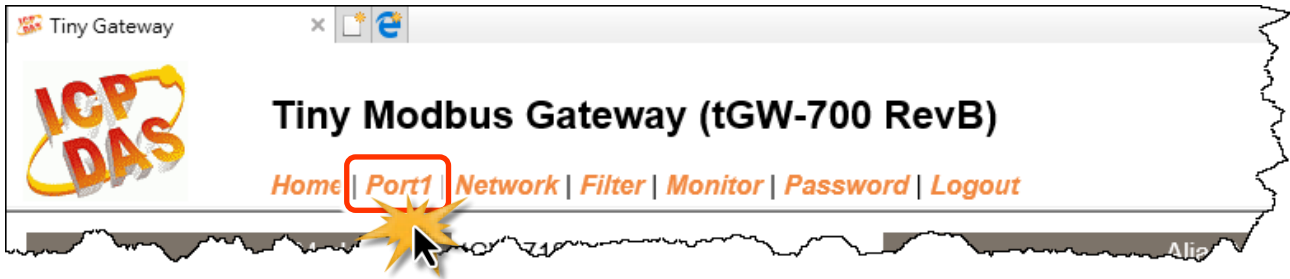 Tiny Gateway
ICP
DAS
Tiny Modbus Gateway (tGW-700 RevB)
Home | Port1 | Network | Filter | Monitor | Password | Logout